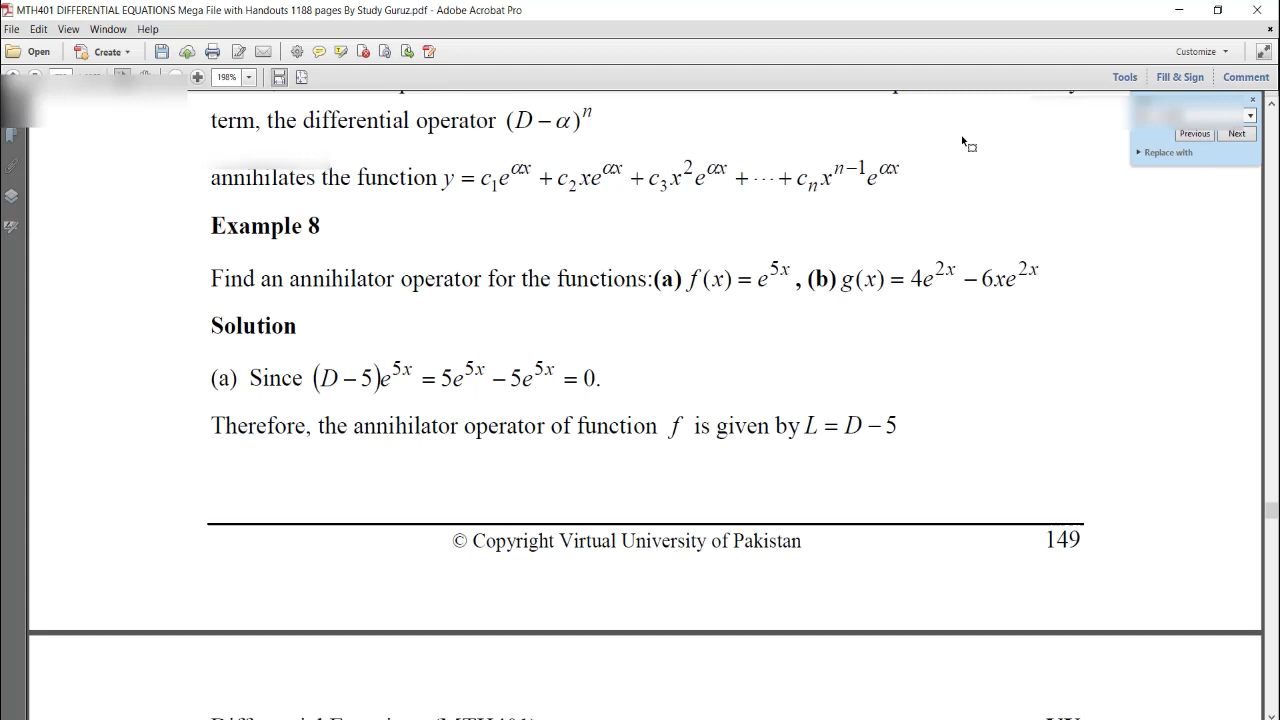 MTH401 DIFFERENTIAL EQUATIONS Mega File with Handouts 1188 pages By Study Guruz.pdf - Adobe Acrobat Pro
File Edit View Window Help
Open Create Customize
198% Tools Fill & Sign Comment
term, the differential operator (D − α)^n
Previous Next
Replace with
annihilates the function y = c₁e^{αx} + c₂xe^{αx} + c₃x²e^{αx} + ⋯ + cₙx^{n−1}e^{αx}
Example 8
Find an annihilator operator for the functions:(a) f(x) = e^{5x} , (b) g(x) = 4e^{2x} − 6xe^{2x}
Solution
(a) Since (D − 5)e^{5x} = 5e^{5x} − 5e^{5x} = 0.
Therefore, the annihilator operator of function f is given by L = D − 5
© Copyright Virtual University of Pakistan 149